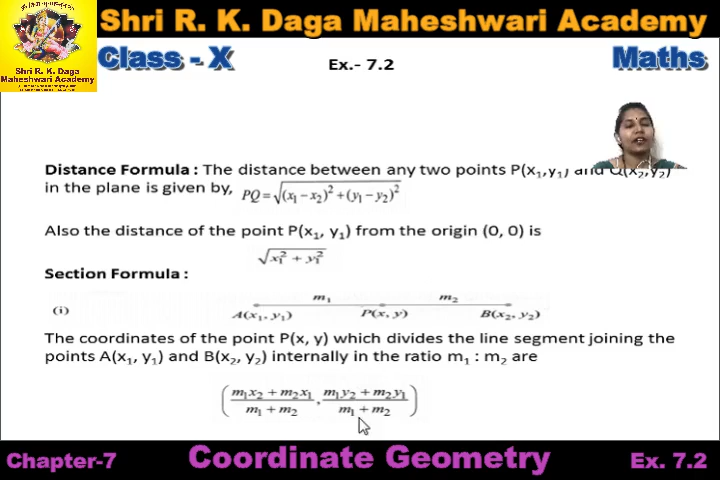 Shri R. K. Daga Maheshwari Academy
Shri R. K. Daga
Maheshwari Academy
Class - X
Ex.- 7.2
Maths
Distance Formula : The distance between any two points P(x₁,y₁) and Q(x₂,y₂)
in the plane is given by, PQ = √((x₁ − x₂)² + (y₁ − y₂)²)
Also the distance of the point P(x₁, y₁) from the origin (0, 0) is
√(x₁² + y₁²)
Section Formula :
m₁ m₂
(i)
A(x₁, y₁) P(x, y) B(x₂, y₂)
The coordinates of the point P(x, y) which divides the line segment joining the
points A(x₁, y₁) and B(x₂, y₂) internally in the ratio m₁ : m₂ are
((m₁x₂ + m₂x₁)/(m₁ + m₂), (m₁y₂ + m₂y₁)/(m₁ + m₂))
Chapter-7 Coordinate Geometry Ex. 7.2